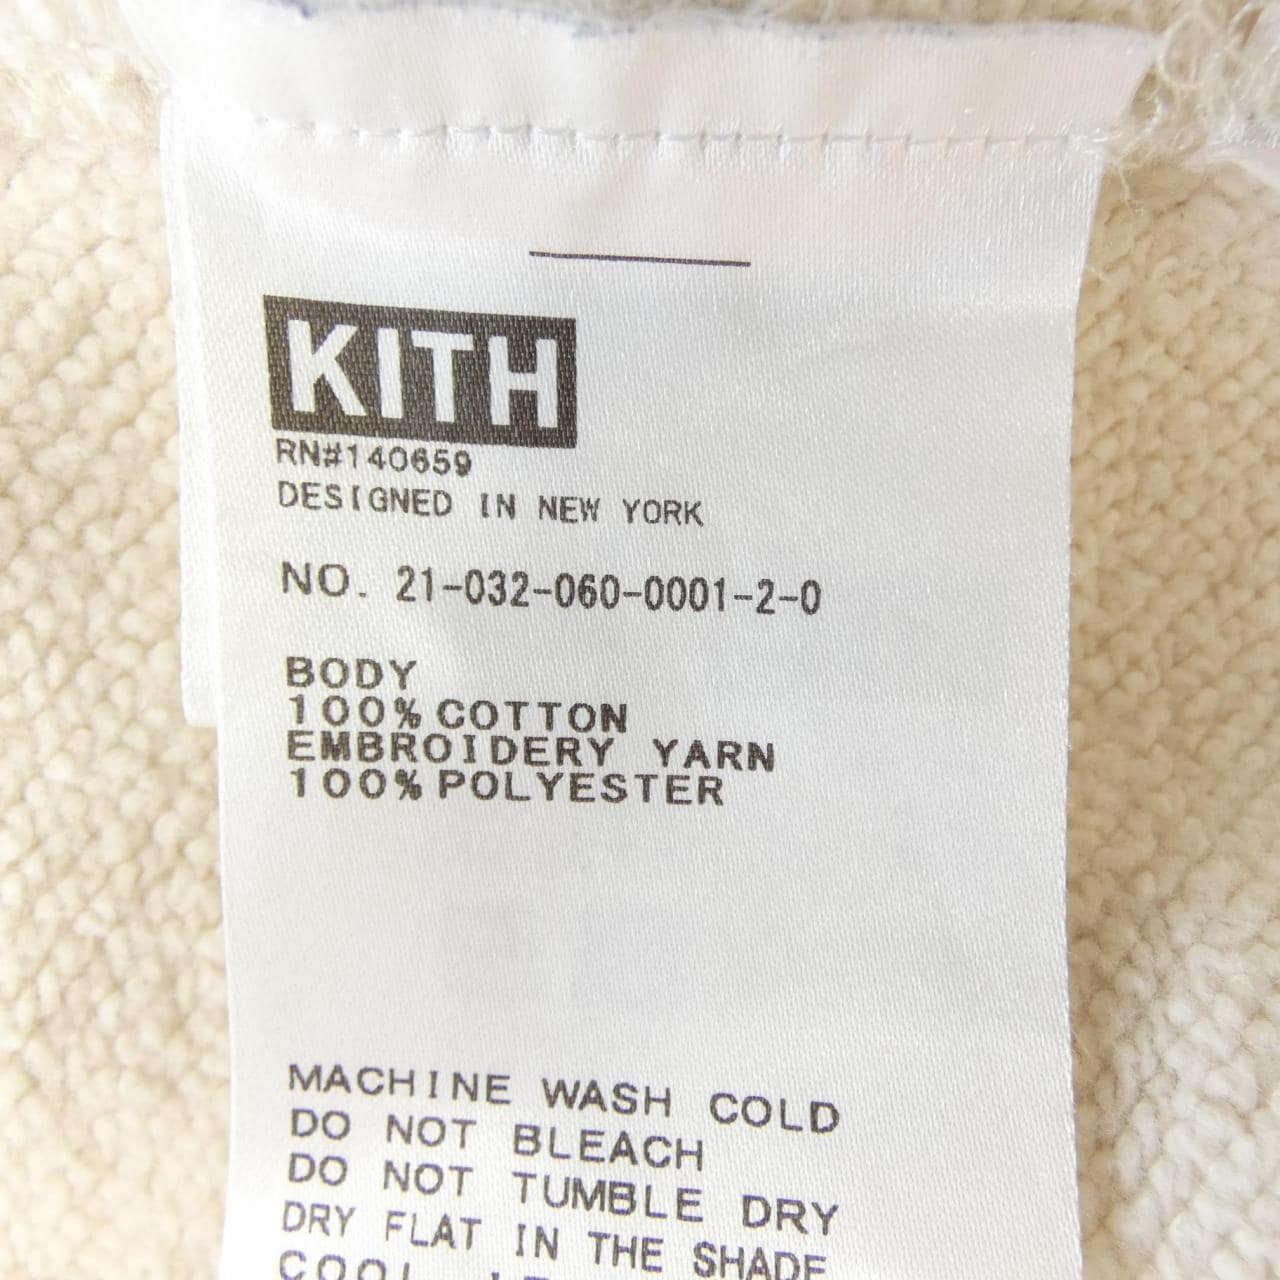 KITH
RN#140659
DESIGNED IN NEW YORK
NO. 21-032-060-0001-2-0
BODY
100%COTTON
EMBROIDERY YARN
100%POLYESTER
MACHINE WASH COLD
DO NOT BLEACH
DO NOT TUMBLE DRY
DRY FLAT IN THE SHADE
COOL